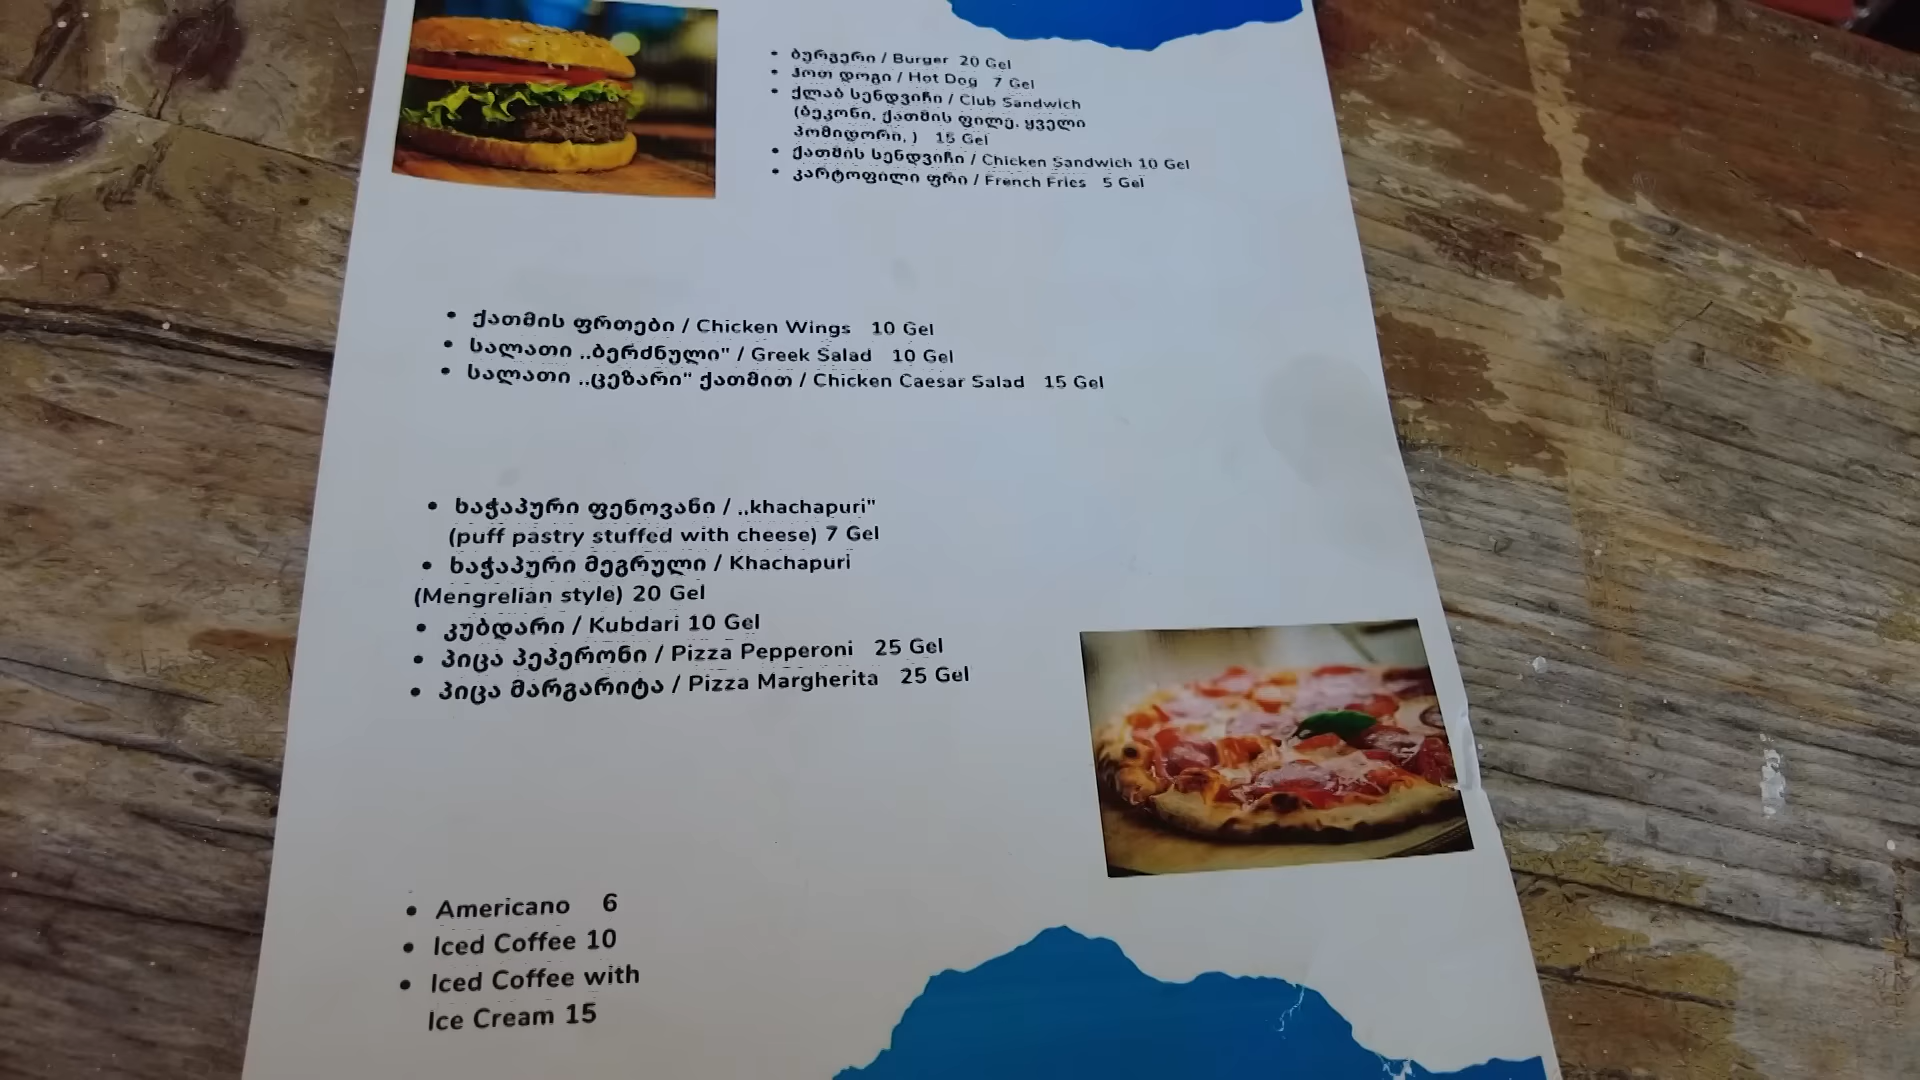 • ბურგერი / Burger 20 Gel
• ჰოთ დოგი / Hot Dog 7 Gel
• ქლაბ სენდვიჩი / Club Sandwich
(ბეკონი, ქათმის ფილე, ყველი
პომიდორი, ) 15 Gel
• ქათმის სენდვიჩი / Chicken Sandwich 10 Gel
• კარტოფილი ფრი / French Fries 5 Gel
• ქათმის ფრთები / Chicken Wings 10 Gel
• სალათი ,,ბერძნული" / Greek Salad 10 Gel
• სალათი ,,ცეზარი" ქათმით / Chicken Caesar Salad 15 Gel
• ხაჭაპური ფენოვანი / ,,khachapuri"
(puff pastry stuffed with cheese) 7 Gel
• ხაჭაპური მეგრული / Khachapuri
(Mengrelian style) 20 Gel
• კუბდარი / Kubdari 10 Gel
• პიცა პეპერონი / Pizza Pepperoni 25 Gel
• პიცა მარგარიტა / Pizza Margherita 25 Gel
• Americano 6
• Iced Coffee 10
• Iced Coffee with
Ice Cream 15